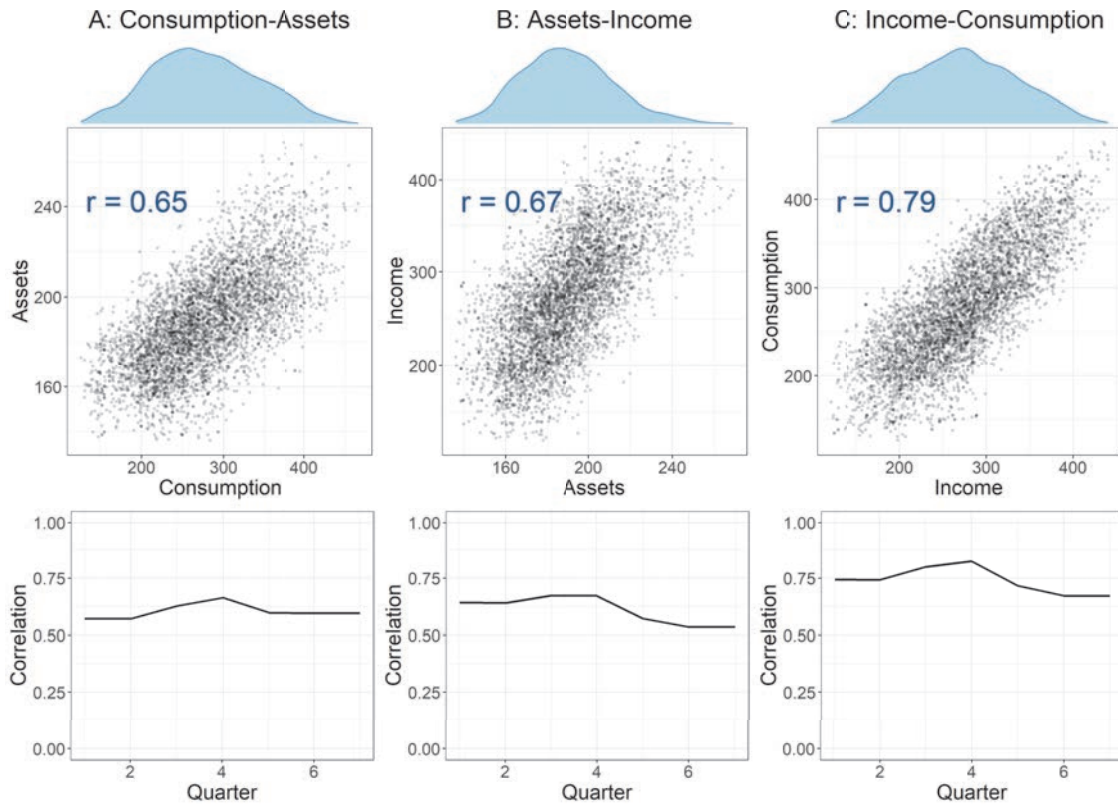 A: Consumption-Assets
B: Assets-Income
C: Income-Consumption
r = 0.65
240
200
160
Assets
200
300
400
Consumption
r = 0.67
400
300
200
Income
160
200
240
Assets
r = 0.79
400
300
200
Consumption
200
300
400
Income
1.00
0.75
0.50
0.25
0.00
Correlation
2
4
6
Quarter
1.00
0.75
0.50
0.25
0.00
Correlation
2
4
6
Quarter
1.00
0.75
0.50
0.25
0.00
Correlation
2
4
6
Quarter